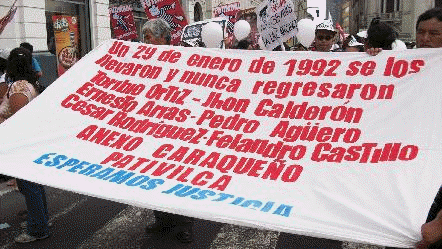 Un 29 de enero de 1992 se los
llevaron y nunca regresaron
Toribio Ortiz - Jhon Calderón
Ernesto Arias - Pedro Agüero
Cesar Rodríguez - Felandro Castillo
ANEXO CARAQUEÑO
PATIVILCA
ESPERAMOS JUSTICIA